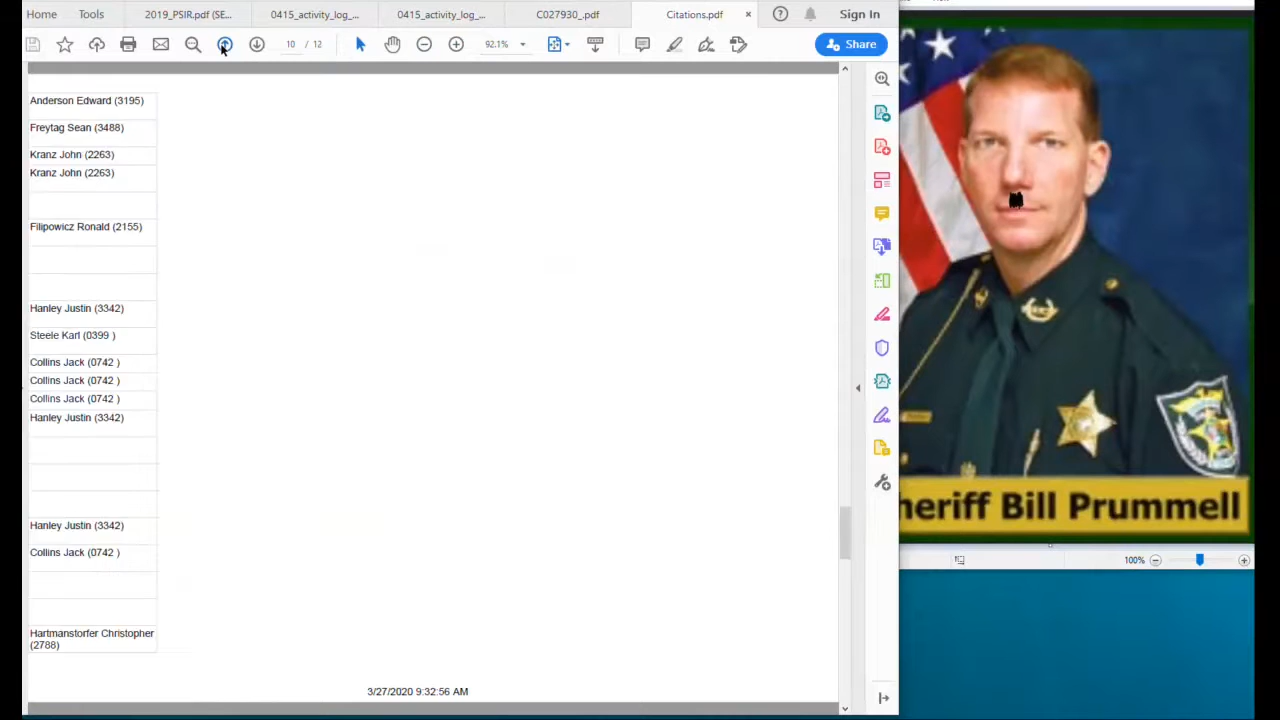 Home
Tools
2019_PSIR.pdf (SE...
0415_activity_log_...
0415_activity_log_...
C027930_.pdf
Citations.pdf
×
Sign In
10 / 12
92.1%
Share
Anderson Edward (3195)
Freytag Sean (3488)
Kranz John (2263)
Kranz John (2263)
Filipowicz Ronald (2155)
Hanley Justin (3342)
Steele Karl (0399 )
Collins Jack (0742 )
Collins Jack (0742 )
Collins Jack (0742 )
Hanley Justin (3342)
Hanley Justin (3342)
Collins Jack (0742 )
Hartmanstorfer Christopher
(2788)
3/27/2020 9:32:56 AM
heriff Bill Prummell
100%